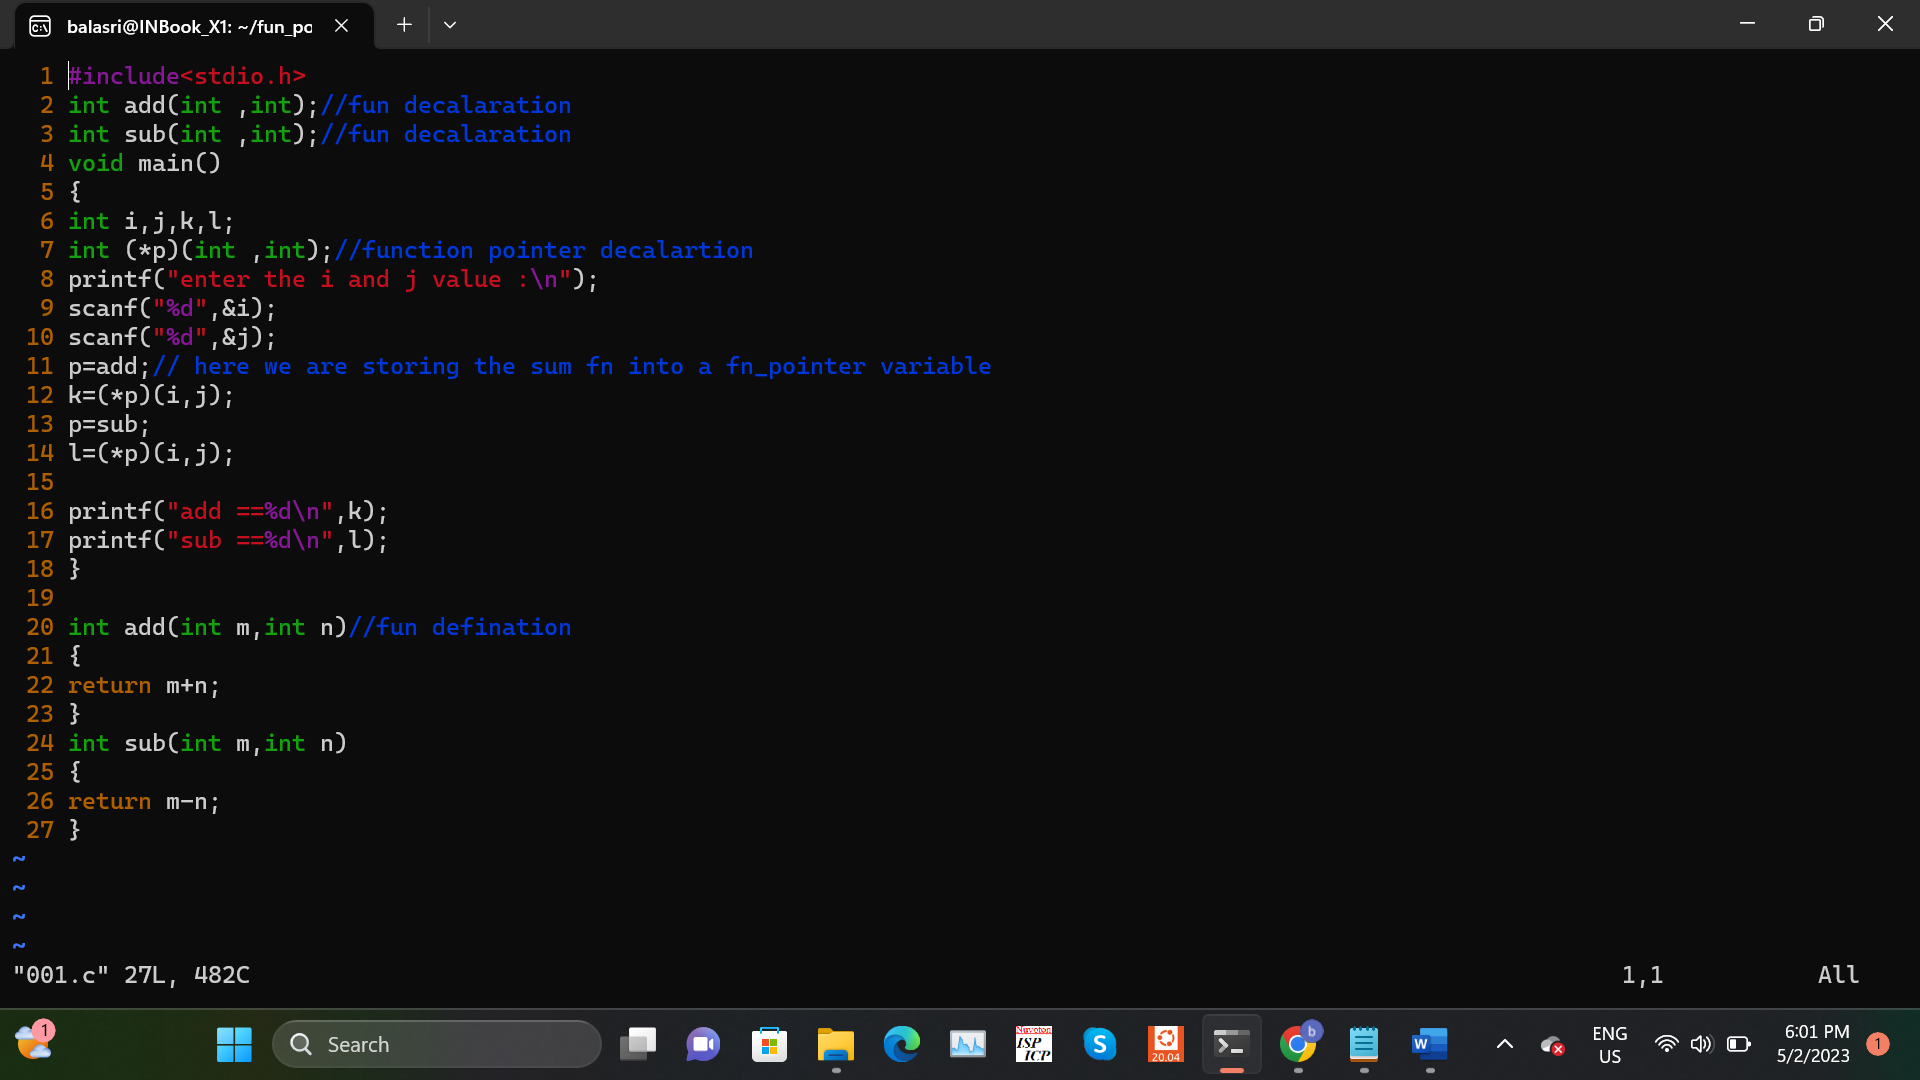 balasri@INBook_X1: ~/fun_po
1 #include<stdio.h>
2 int add(int ,int);//fun decalaration
3 int sub(int ,int);//fun decalaration
4 void main()
5 {
6 int i,j,k,l;
7 int (*p)(int ,int);//function pointer decalartion
8 printf("enter the i and j value :\n");
9 scanf("%d",&i);
10 scanf("%d",&j);
11 p=add;// here we are storing the sum fn into a fn_pointer variable
12 k=(*p)(i,j);
13 p=sub;
14 l=(*p)(i,j);
15
16 printf("add ==%d\n",k);
17 printf("sub ==%d\n",l);
18 }
19
20 int add(int m,int n)//fun defination
21 {
22 return m+n;
23 }
24 int sub(int m,int n)
25 {
26 return m-n;
27 }
~
~
~
~
"001.c" 27L, 482C 1,1 All
1
Search
Nuvoton
ISP
ICP
S
20.04
b
W
ENG
US
6:01 PM
5/2/2023
1